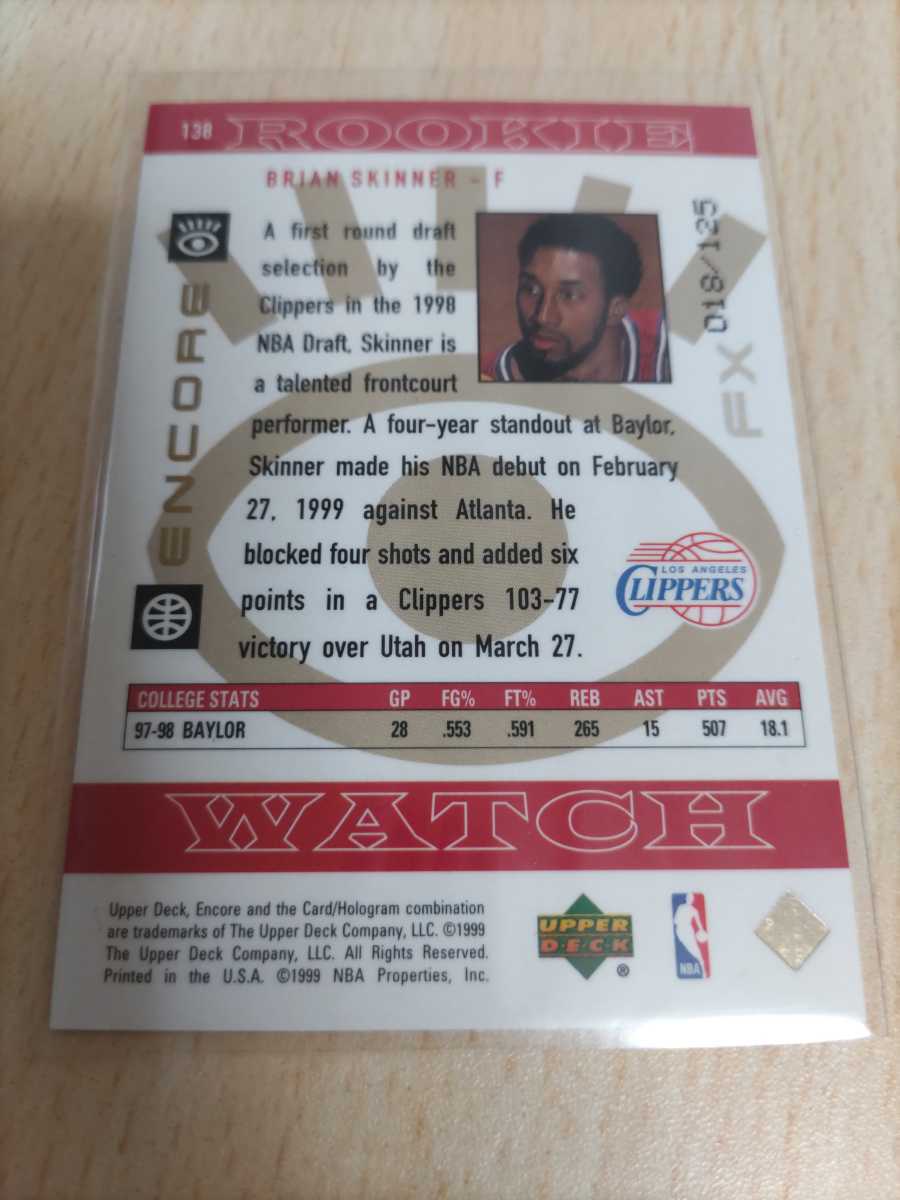 138 ROOKIE
BRIAN SKINNER - F
ENCORE
FX 018/125
A first round draft
selection by the
Clippers in the 1998
NBA Draft, Skinner is
a talented frontcourt
performer. A four-year standout at Baylor,
Skinner made his NBA debut on February
27, 1999 against Atlanta. He
blocked four shots and added six
points in a Clippers 103-77
victory over Utah on March 27.
LOS ANGELES
CLIPPERS
COLLEGE STATS GP FG% FT% REB AST PTS AVG
97-98 BAYLOR 28 .553 .591 265 15 507 18.1
WATCH
Upper Deck, Encore and the Card/Hologram combination
are trademarks of The Upper Deck Company, LLC. ©1999
The Upper Deck Company, LLC. All Rights Reserved.
Printed in the U.S.A. ©1999 NBA Properties, Inc.
UPPER
DECK
®
NBA